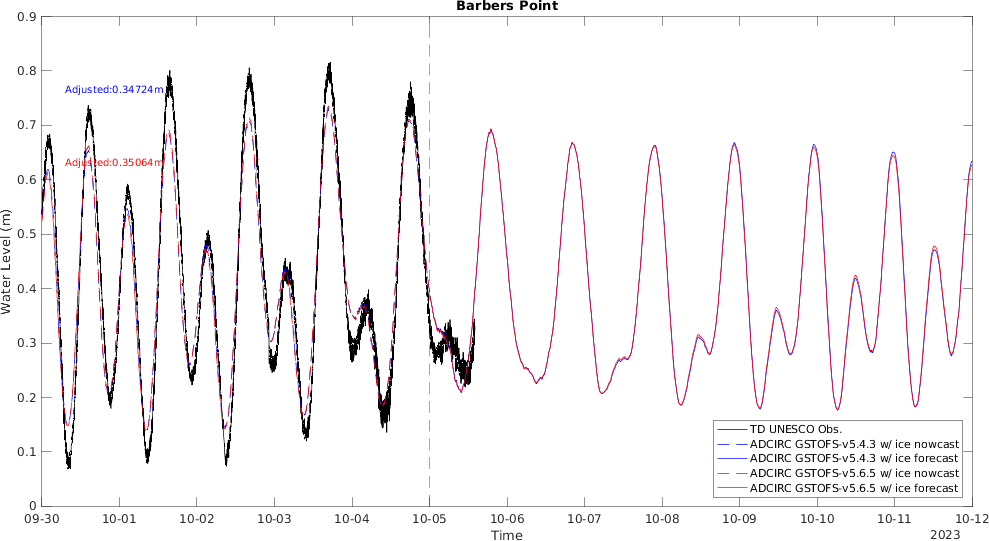 Barbers Point
Water Level (m)
0.9
0.8
0.7
0.6
0.5
0.4
0.3
0.2
0.1
0
Adjusted:0.34724m
Adjusted:0.35064m
TD UNESCO Obs.
ADCIRC GSTOFS-v5.4.3 w/ ice nowcast
ADCIRC GSTOFS-v5.4.3 w/ ice forecast
ADCIRC GSTOFS-v5.6.5 w/ ice nowcast
ADCIRC GSTOFS-v5.6.5 w/ ice forecast
09-30 10-01 10-02 10-03 10-04 10-05 10-06 10-07 10-08 10-09 10-10 10-11 10-12
Time
2023